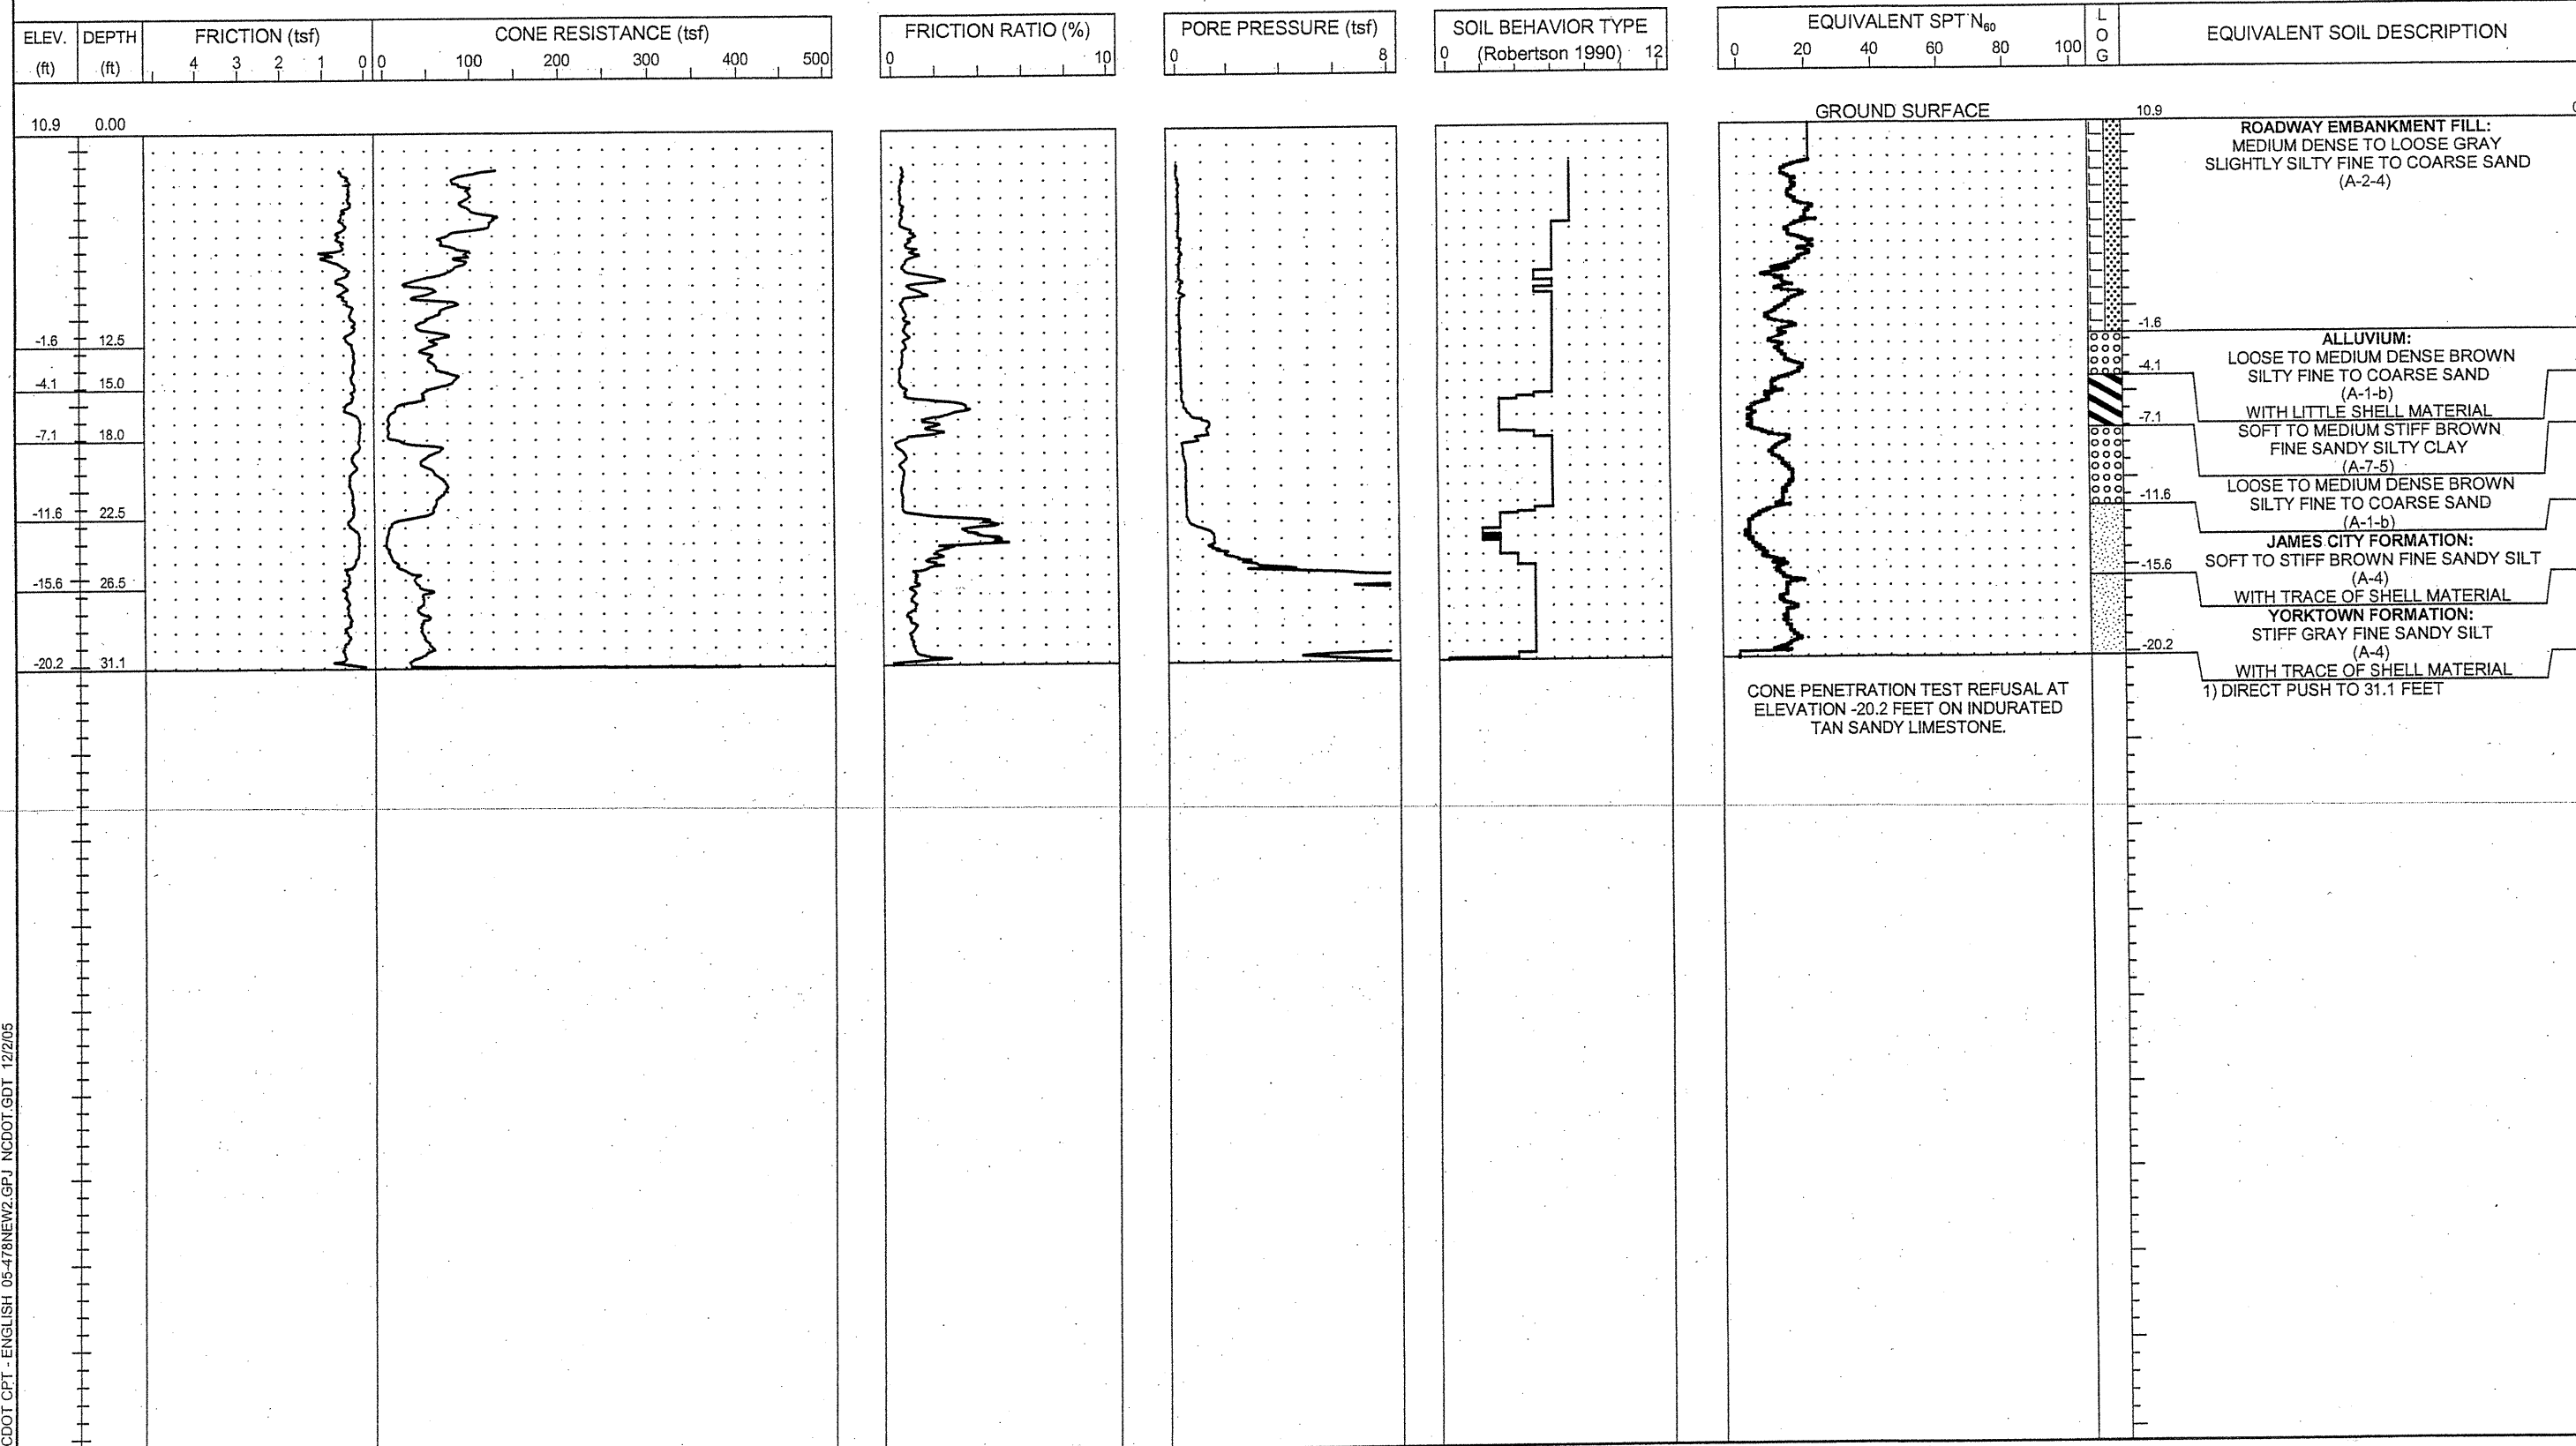 ELEV. DEPTH FRICTION (tsf) CONE RESISTANCE (tsf) FRICTION RATIO (%) PORE PRESSURE (tsf) SOIL BEHAVIOR TYPE EQUIVALENT SPT N60 L O G EQUIVALENT SOIL DESCRIPTION
(ft) (ft) 4 3 2 1 0 0 100 200 300 400 500 0 10 0 8 0 (Robertson 1990) 12 0 20 40 60 80 100
GROUND SURFACE
10.9 0.00
10.9
ROADWAY EMBANKMENT FILL:
MEDIUM DENSE TO LOOSE GRAY
SLIGHTLY SILTY FINE TO COARSE SAND
(A-2-4)
-1.6
-1.6 12.5
ALLUVIUM:
LOOSE TO MEDIUM DENSE BROWN
-4.1
SILTY FINE TO COARSE SAND
-4.1 15.0
(A-1-b)
WITH LITTLE SHELL MATERIAL
-7.1
SOFT TO MEDIUM STIFF BROWN
-7.1 18.0
FINE SANDY SILTY CLAY
(A-7-5)
LOOSE TO MEDIUM DENSE BROWN
-11.6
SILTY FINE TO COARSE SAND
-11.6 22.5
(A-1-b)
JAMES CITY FORMATION:
SOFT TO STIFF BROWN FINE SANDY SILT
-15.6
(A-4)
-15.6 26.5
WITH TRACE OF SHELL MATERIAL
YORKTOWN FORMATION:
STIFF GRAY FINE SANDY SILT
-20.2
(A-4)
-20.2 31.1
WITH TRACE OF SHELL MATERIAL
1) DIRECT PUSH TO 31.1 FEET
CONE PENETRATION TEST REFUSAL AT
ELEVATION -20.2 FEET ON INDURATED
TAN SANDY LIMESTONE.
CDOT CPT - ENGLISH 05-478NEW2.GPJ NCDOT.GDT 12/2/05